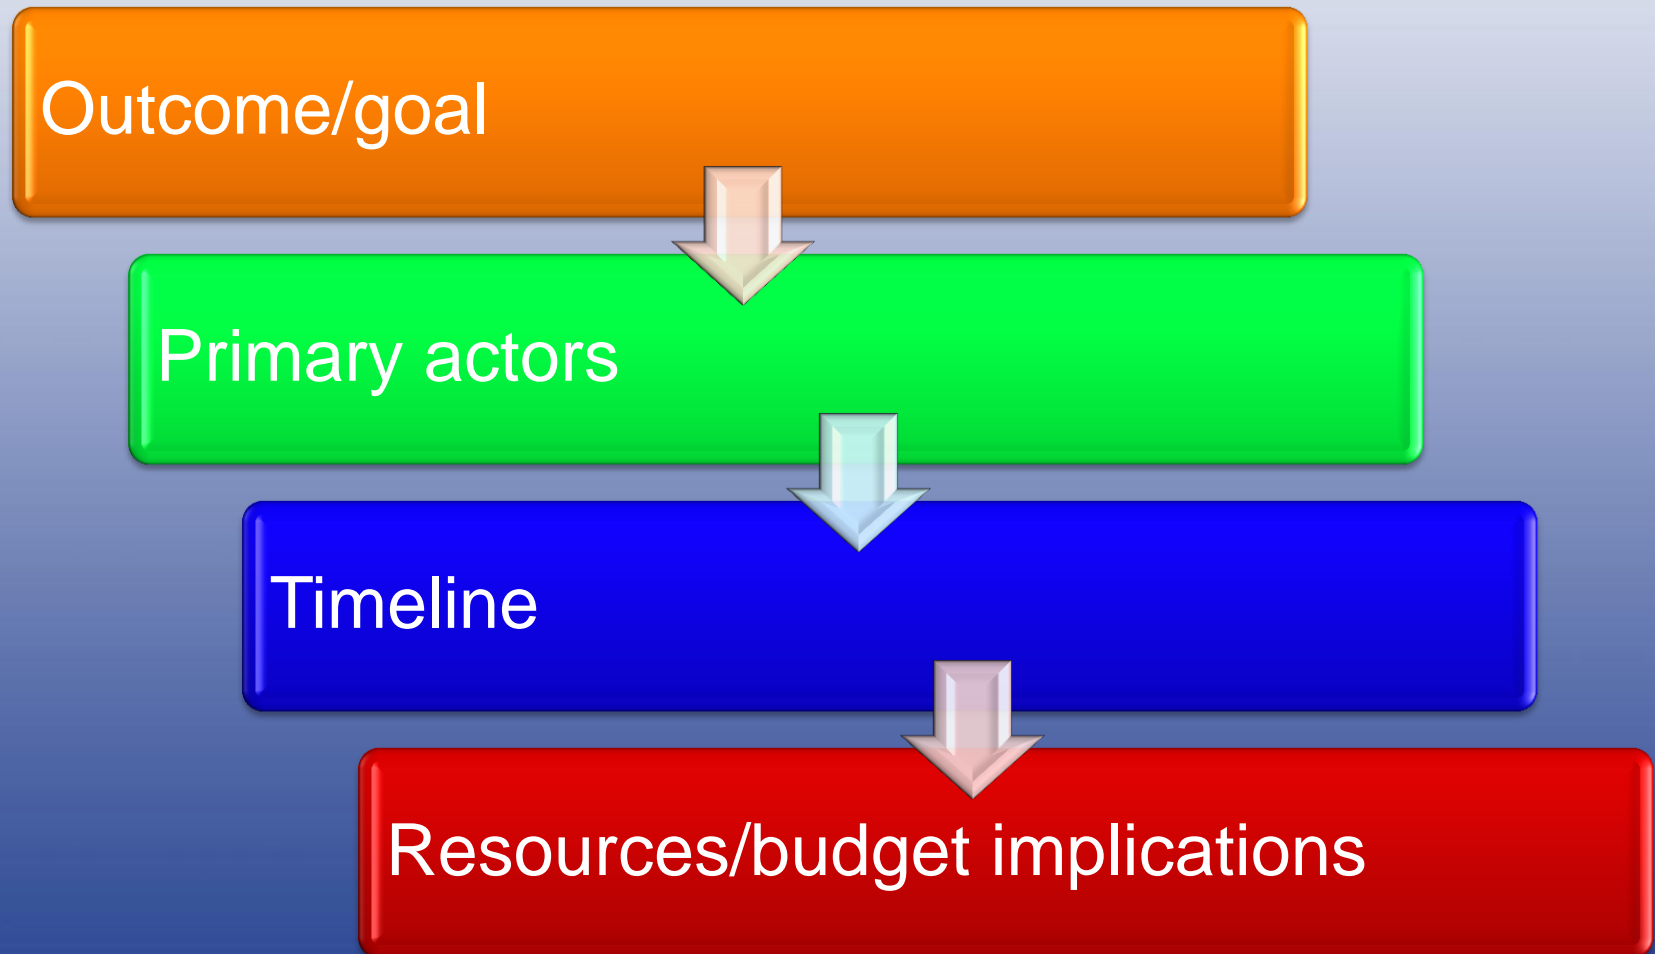 Outcome/goal
Primary actors
Timeline
Resources/budget implications